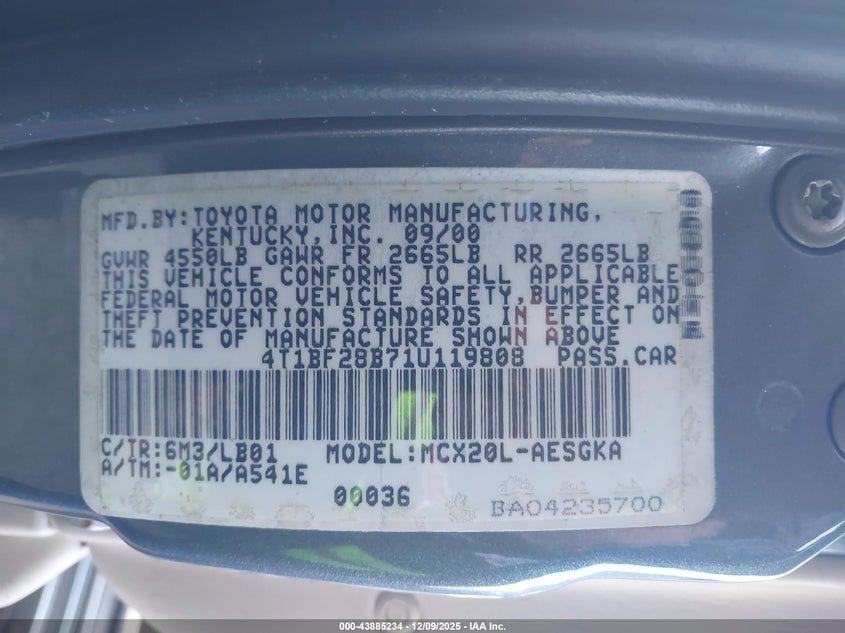 MFD.BY:TOYOTA MOTOR MANUFACTURING,
KENTUCKY,INC. 09/00
GVWR 4550LB GAWR FR 2665LB RR 2665LB
THIS VEHICLE CONFORMS TO ALL APPLICABLE
FEDERAL MOTOR VEHICLE SAFETY,BUMPER AND
THEFT PREVENTION STANDARDS IN EFFECT ON
THE DATE OF MANUFACTURE SHOWN ABOVE
4T1BF28B71U119808 PASS.CAR
C/TR:6M3/LB01 MODEL:MCX20L-AESGKA
A/TM:-01A/A541E
00036 BA04235700
000-43885234 - 12/09/2025 - IAA Inc.